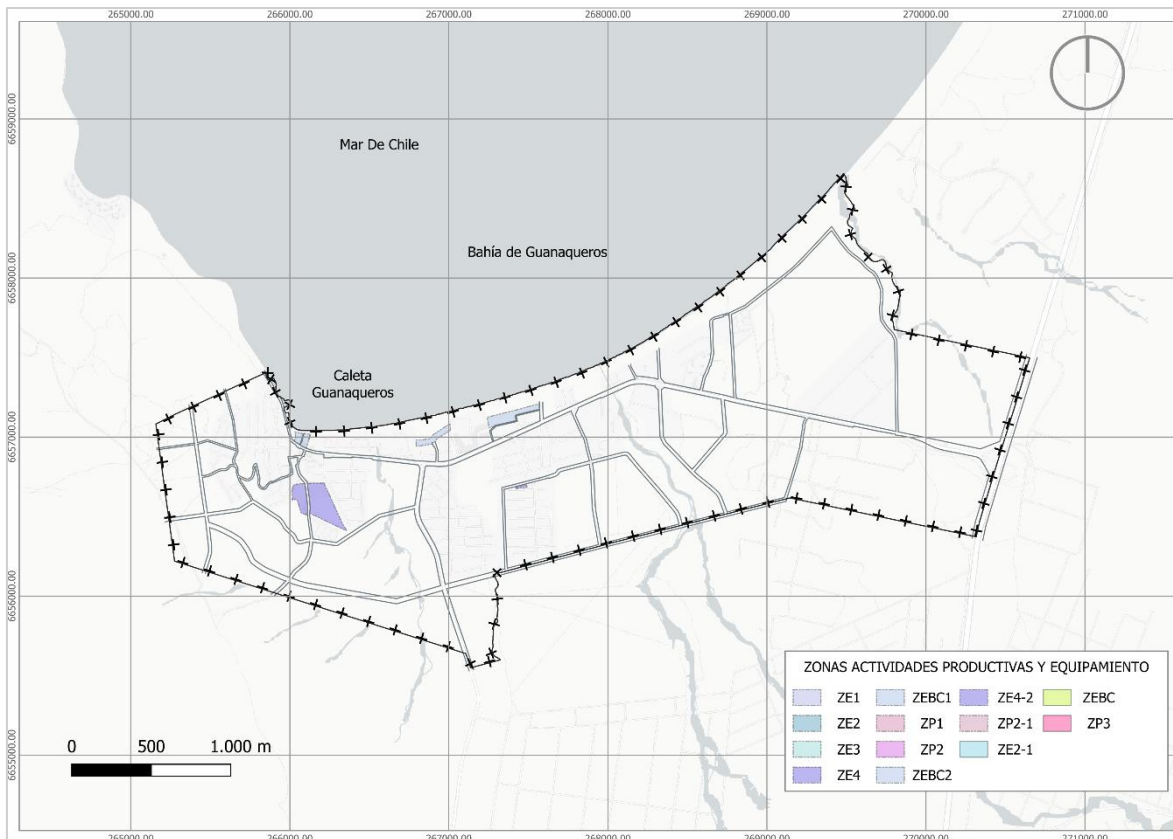 265000.00 266000.00 267000.00 268000.00 269000.00 270000.00 271000.00
6659000.00
Mar De Chile
Bahía de Guanaqueros
6658000.00
Caleta
Guanaqueros
6657000.00
6656000.00
ZONAS ACTIVIDADES PRODUCTIVAS Y EQUIPAMIENTO
ZE1 ZEBC1 ZE4-2 ZEBC
ZE2 ZP1 ZP2-1 ZP3
ZE3 ZP2 ZE2-1
ZE4 ZEBC2
0 500 1.000 m
6655000.00
265000.00 266000.00 267000.00 268000.00 269000.00 270000.00 271000.00